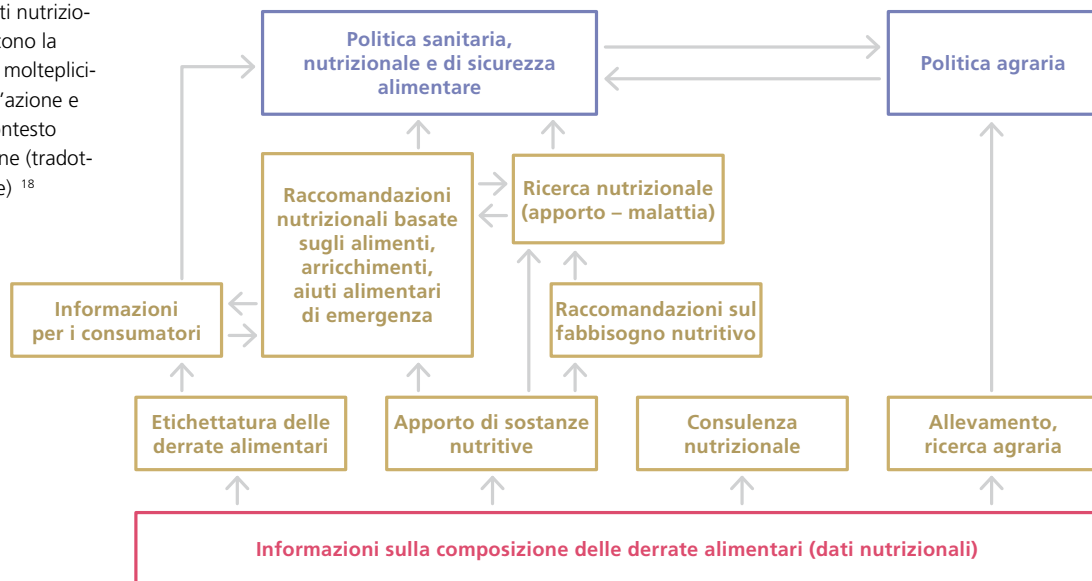 ti nutrizio-
cono la
molteplici-
l'azione e
ontesto
ne (tradot-
e) 18
Politica sanitaria,
nutrizionale e di sicurezza
alimentare
Politica agraria
Raccomandazioni
nutrizionali basate
sugli alimenti,
arricchimenti,
aiuti alimentari
di emergenza
Ricerca nutrizionale
(apporto – malattia)
Informazioni
per i consumatori
Raccomandazioni sul
fabbisogno nutritivo
Etichettatura delle
derrate alimentari
Apporto di sostanze
nutritive
Consulenza
nutrizionale
Allevamento,
ricerca agraria
Informazioni sulla composizione delle derrate alimentari (dati nutrizionali)